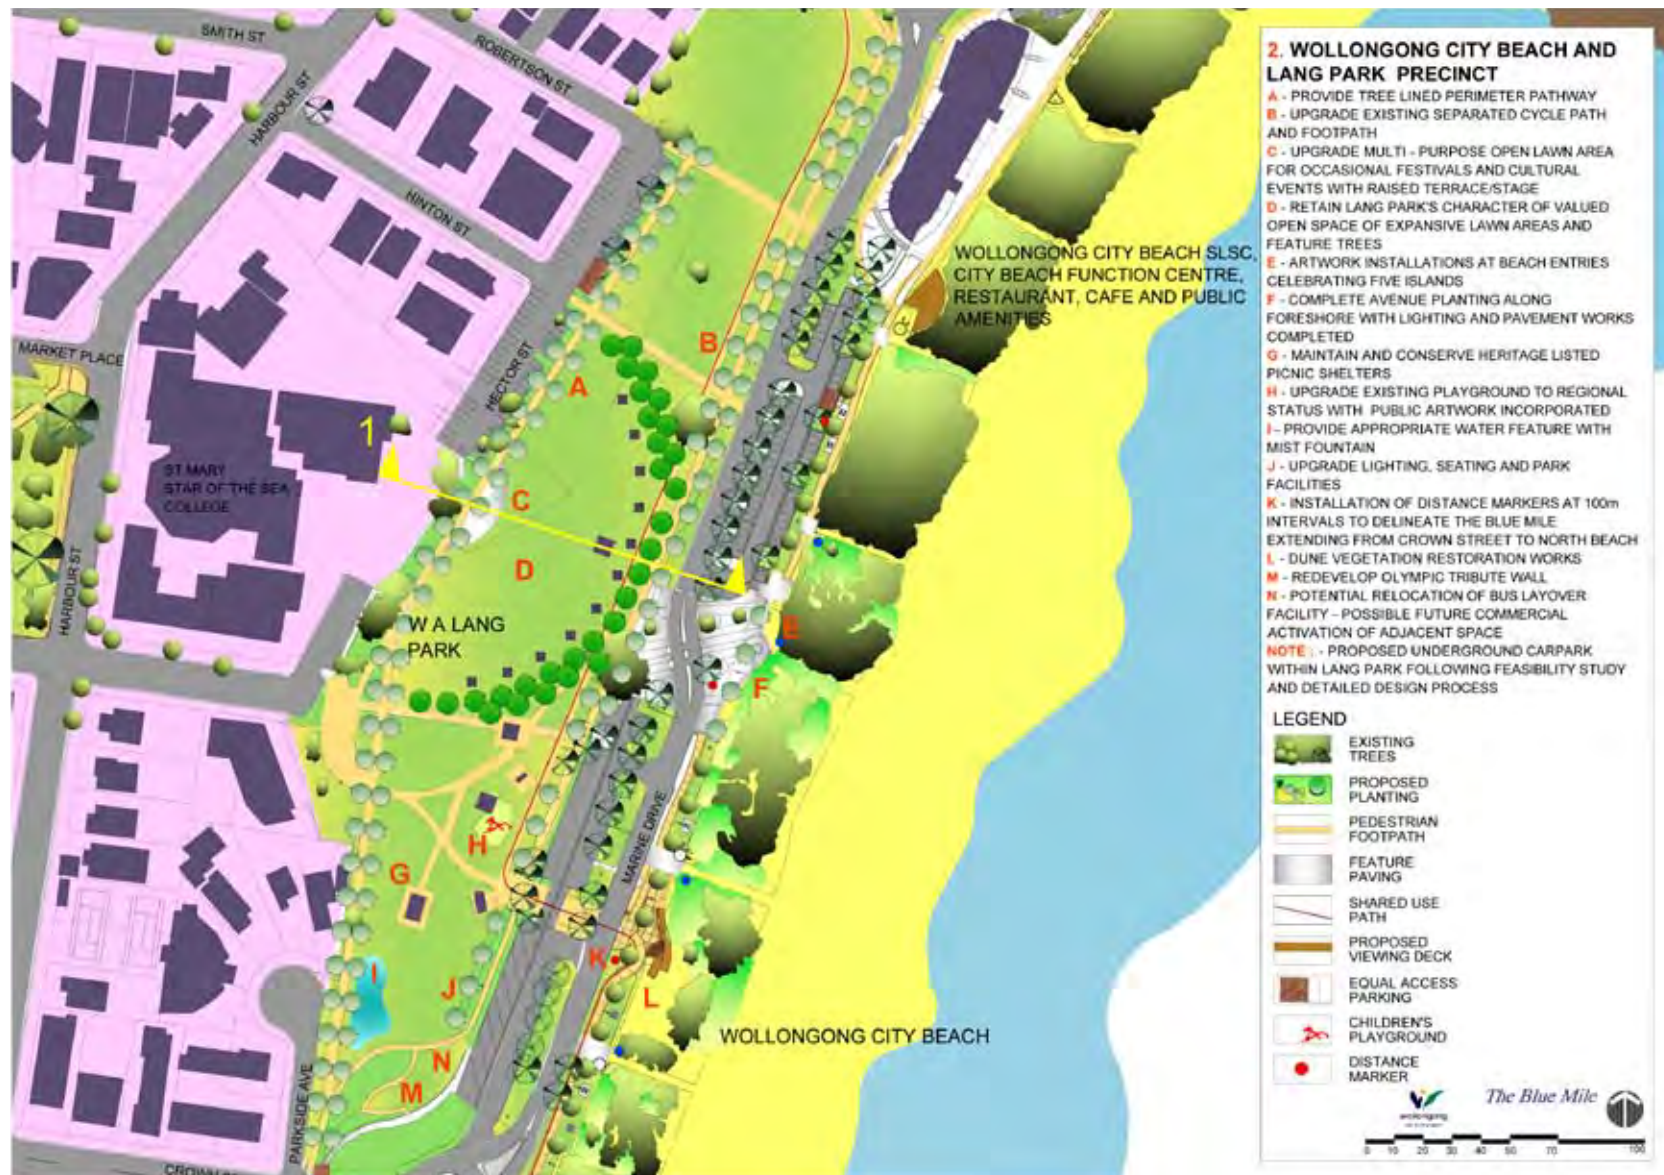 SMITH ST
ROBERTSON ST
HARBOUR ST
HINTON ST
MARKET PLACE
HECTOR ST
1
ST MARY
STAR OF THE SEA
COLLEGE
HARBOUR ST
A
B
C
D
W A LANG
PARK
WOLLONGONG CITY BEACH SLSC,
CITY BEACH FUNCTION CENTRE,
RESTAURANT, CAFE AND PUBLIC
AMENITIES
E
F
MARINE DRIVE
G
H
I
J
K
L
N
M
WOLLONGONG CITY BEACH
PARKSIDE AVE
2. WOLLONGONG CITY BEACH AND
LANG PARK PRECINCT
A - PROVIDE TREE LINED PERIMETER PATHWAY
B - UPGRADE EXISTING SEPARATED CYCLE PATH
AND FOOTPATH
C - UPGRADE MULTI - PURPOSE OPEN LAWN AREA
FOR OCCASIONAL FESTIVALS AND CULTURAL
EVENTS WITH RAISED TERRACE/STAGE
D - RETAIN LANG PARK'S CHARACTER OF VALUED
OPEN SPACE OF EXPANSIVE LAWN AREAS AND
FEATURE TREES
E - ARTWORK INSTALLATIONS AT BEACH ENTRIES
CELEBRATING FIVE ISLANDS
F - COMPLETE AVENUE PLANTING ALONG
FORESHORE WITH LIGHTING AND PAVEMENT WORKS
COMPLETED
G - MAINTAIN AND CONSERVE HERITAGE LISTED
PICNIC SHELTERS
H - UPGRADE EXISTING PLAYGROUND TO REGIONAL
STATUS WITH PUBLIC ARTWORK INCORPORATED
I - PROVIDE APPROPRIATE WATER FEATURE WITH
MIST FOUNTAIN
J - UPGRADE LIGHTING, SEATING AND PARK
FACILITIES
K - INSTALLATION OF DISTANCE MARKERS AT 100m
INTERVALS TO DELINEATE THE BLUE MILE
EXTENDING FROM CROWN STREET TO NORTH BEACH
L - DUNE VEGETATION RESTORATION WORKS
M - REDEVELOP OLYMPIC TRIBUTE WALL
N - POTENTIAL RELOCATION OF BUS LAYOVER
FACILITY - POSSIBLE FUTURE COMMERCIAL
ACTIVATION OF ADJACENT SPACE
NOTE : - PROPOSED UNDERGROUND CARPARK
WITHIN LANG PARK FOLLOWING FEASIBILITY STUDY
AND DETAILED DESIGN PROCESS
LEGEND
EXISTING
TREES
PROPOSED
PLANTING
PEDESTRIAN
FOOTPATH
FEATURE
PAVING
SHARED USE
PATH
PROPOSED
VIEWING DECK
EQUAL ACCESS
PARKING
CHILDREN'S
PLAYGROUND
DISTANCE
MARKER
wollongong
The Blue Mile
0 10 20 30 40 50 70 100